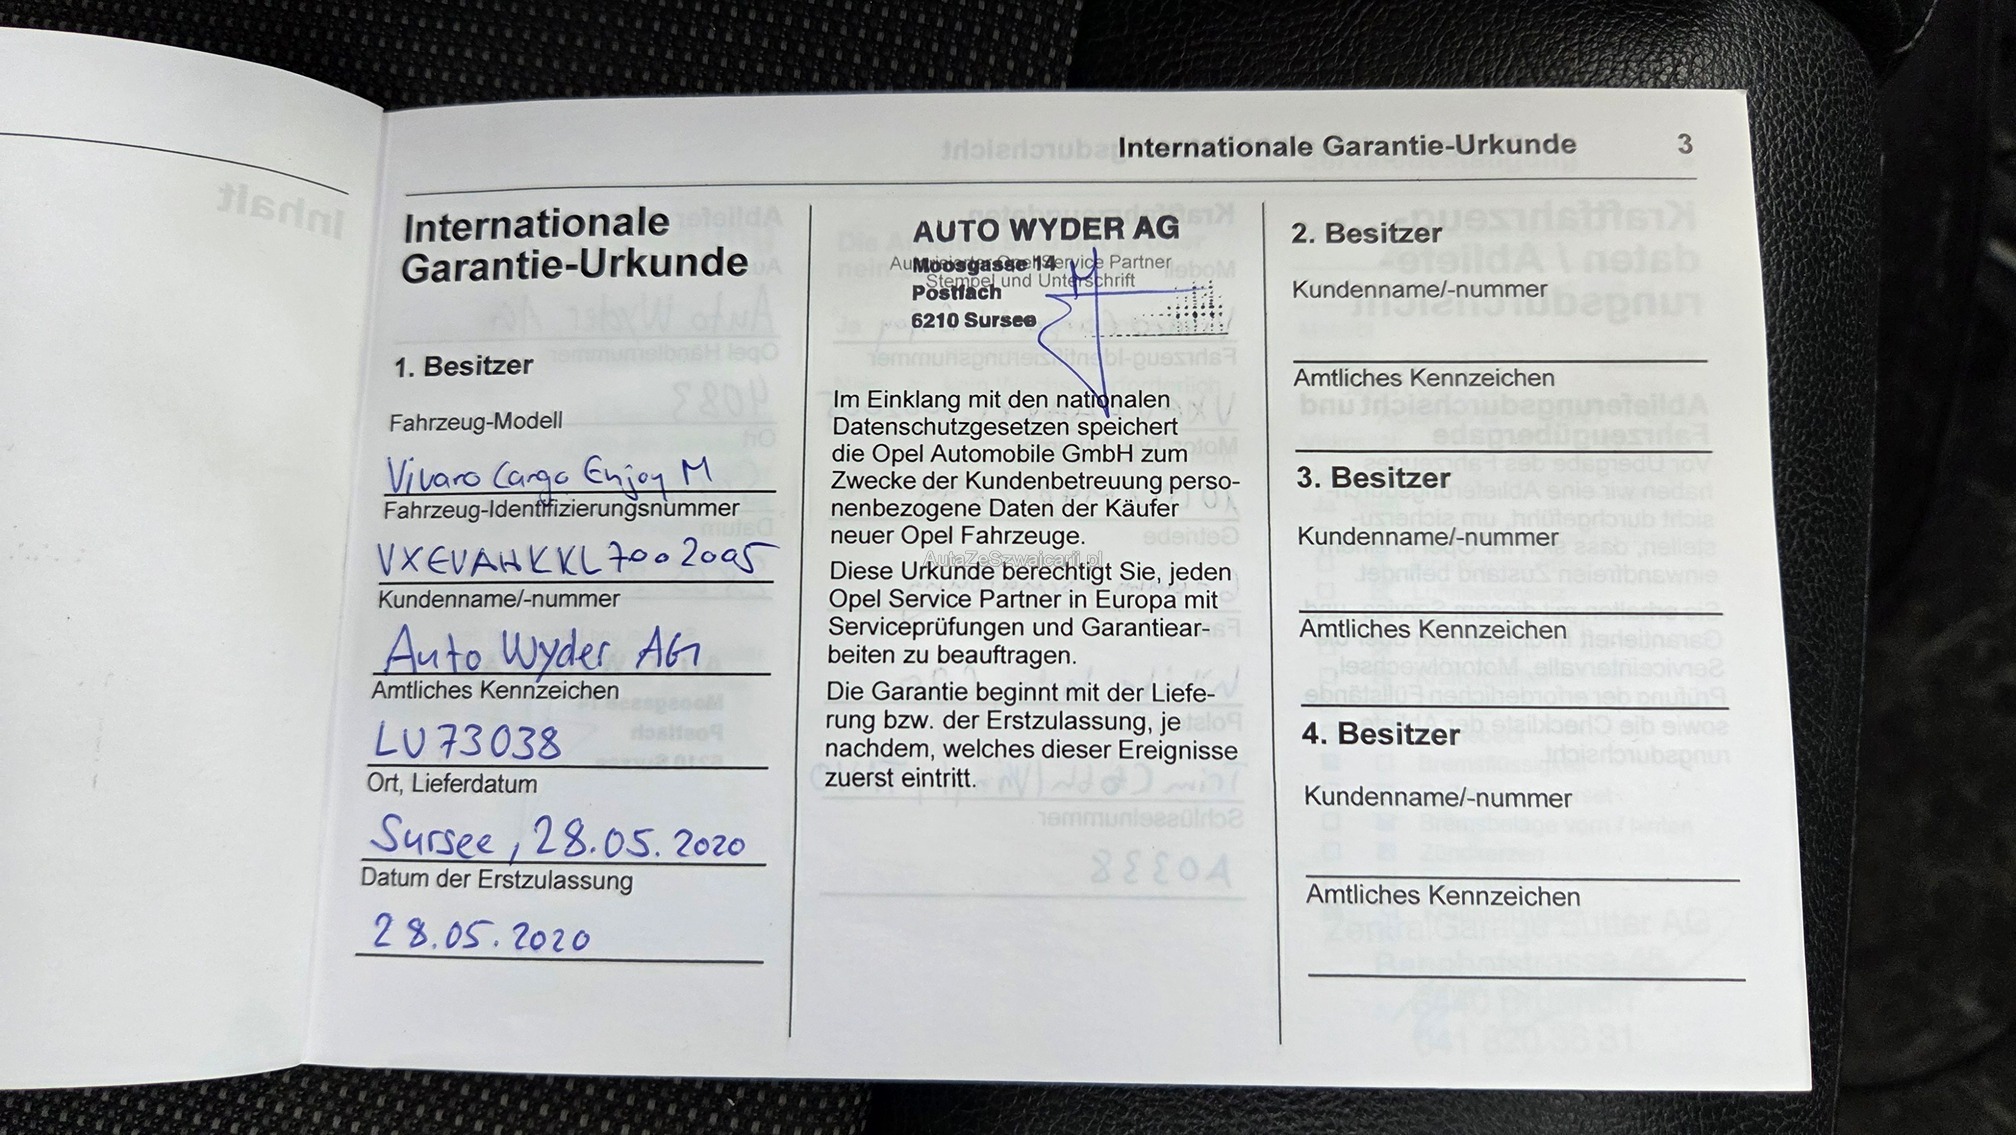 Inhalt
Internationale Garantie-Urkunde 3
Internationale
Garantie-Urkunde
1. Besitzer
Fahrzeug-Modell
Vivaro Cargo Enjoy M
Fahrzeug-Identifizierungsnummer
VXEVAHKKL7002005
Kundenname/-nummer
Auto Wyder AG
Amtliches Kennzeichen
LU 73038
Ort, Lieferdatum
Sursee, 28.05.2020
Datum der Erstzulassung
28.05.2020
AUTO WYDER AG
Moosgasse 14
Service Partner
Stempel und Unterschrift
Postfach
6210 Sursee
Im Einklang mit den nationalen
Datenschutzgesetzen speichert
die Opel Automobile GmbH zum
Zwecke der Kundenbetreuung perso-
nenbezogene Daten der Käufer
neuer Opel Fahrzeuge.
AutaZeSzwajcarii.pl
Diese Urkunde berechtigt Sie, jeden
Opel Service Partner in Europa mit
Serviceprüfungen und Garantiear-
beiten zu beauftragen.
Die Garantie beginnt mit der Liefe-
rung bzw. der Erstzulassung, je
nachdem, welches dieser Ereignisse
zuerst eintritt.
2. Besitzer
Kundenname/-nummer
Amtliches Kennzeichen
3. Besitzer
Kundenname/-nummer
Amtliches Kennzeichen
4. Besitzer
Kundenname/-nummer
Amtliches Kennzeichen